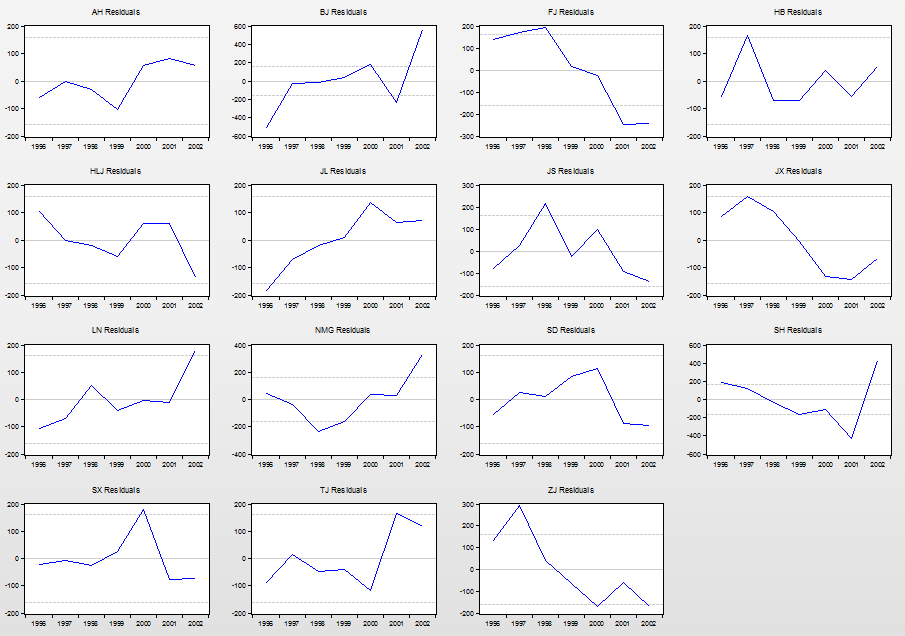 AH Residuals
200
100
0
-100
-200
1996 1997 1998 1999 2000 2001 2002
BJ Residuals
600
400
200
0
-200
-400
-600
1996 1997 1998 1999 2000 2001 2002
FJ Residuals
200
100
0
-100
-200
-300
1996 1997 1998 1999 2000 2001 2002
HB Residuals
200
100
0
-100
-200
1996 1997 1998 1999 2000 2001 2002
HLJ Residuals
200
100
0
-100
-200
1996 1997 1998 1999 2000 2001 2002
JL Residuals
200
100
0
-100
-200
1996 1997 1998 1999 2000 2001 2002
JS Residuals
300
200
100
0
-100
-200
1996 1997 1998 1999 2000 2001 2002
JX Residuals
200
100
0
-100
-200
1996 1997 1998 1999 2000 2001 2002
LN Residuals
200
100
0
-100
-200
1996 1997 1998 1999 2000 2001 2002
NMG Residuals
400
200
0
-200
-400
1996 1997 1998 1999 2000 2001 2002
SD Residuals
200
100
0
-100
-200
1996 1997 1998 1999 2000 2001 2002
SH Residuals
600
400
200
0
-200
-400
-600
1996 1997 1998 1999 2000 2001 2002
SX Residuals
200
100
0
-100
-200
1996 1997 1998 1999 2000 2001 2002
TJ Residuals
200
100
0
-100
-200
1996 1997 1998 1999 2000 2001 2002
ZJ Residuals
300
200
100
0
-100
-200
1996 1997 1998 1999 2000 2001 2002